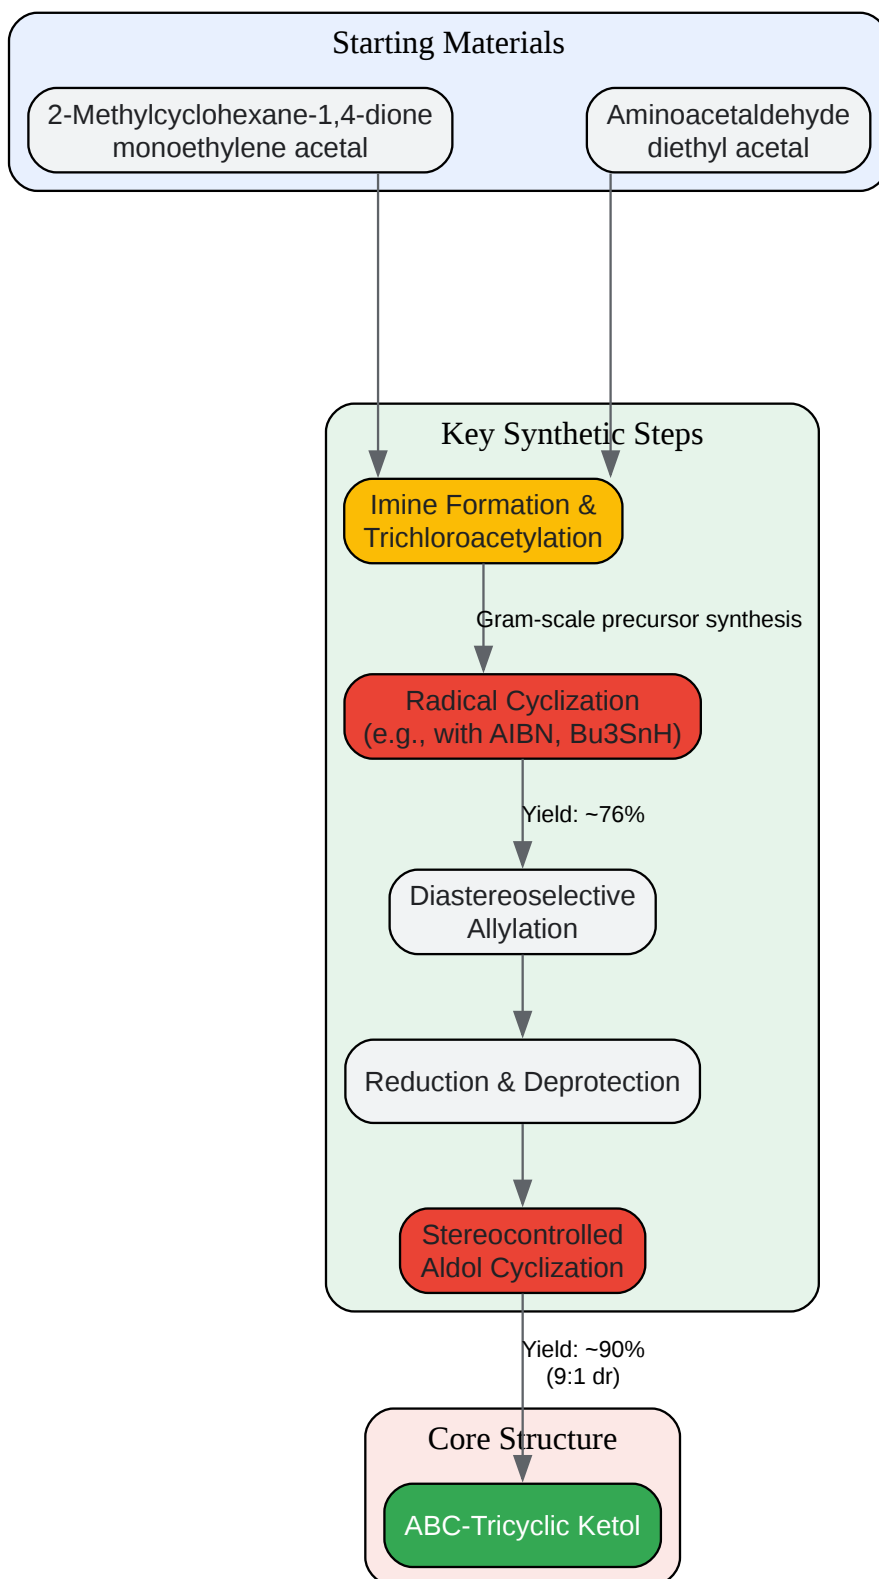 Starting Materials
2-Methylcyclohexane-1,4-dione
monoethylene acetal
Aminoacetaldehyde
diethyl acetal
Key Synthetic Steps
Imine Formation &
Trichloroacetylation
Gram-scale precursor synthesis
Radical Cyclization
(e.g., with AIBN, Bu3SnH)
Yield: ~76%
Diastereoselective
Allylation
Reduction & Deprotection
Stereocontrolled
Aldol Cyclization
Yield: ~90%
(9:1 dr)
Core Structure
ABC-Tricyclic Ketol